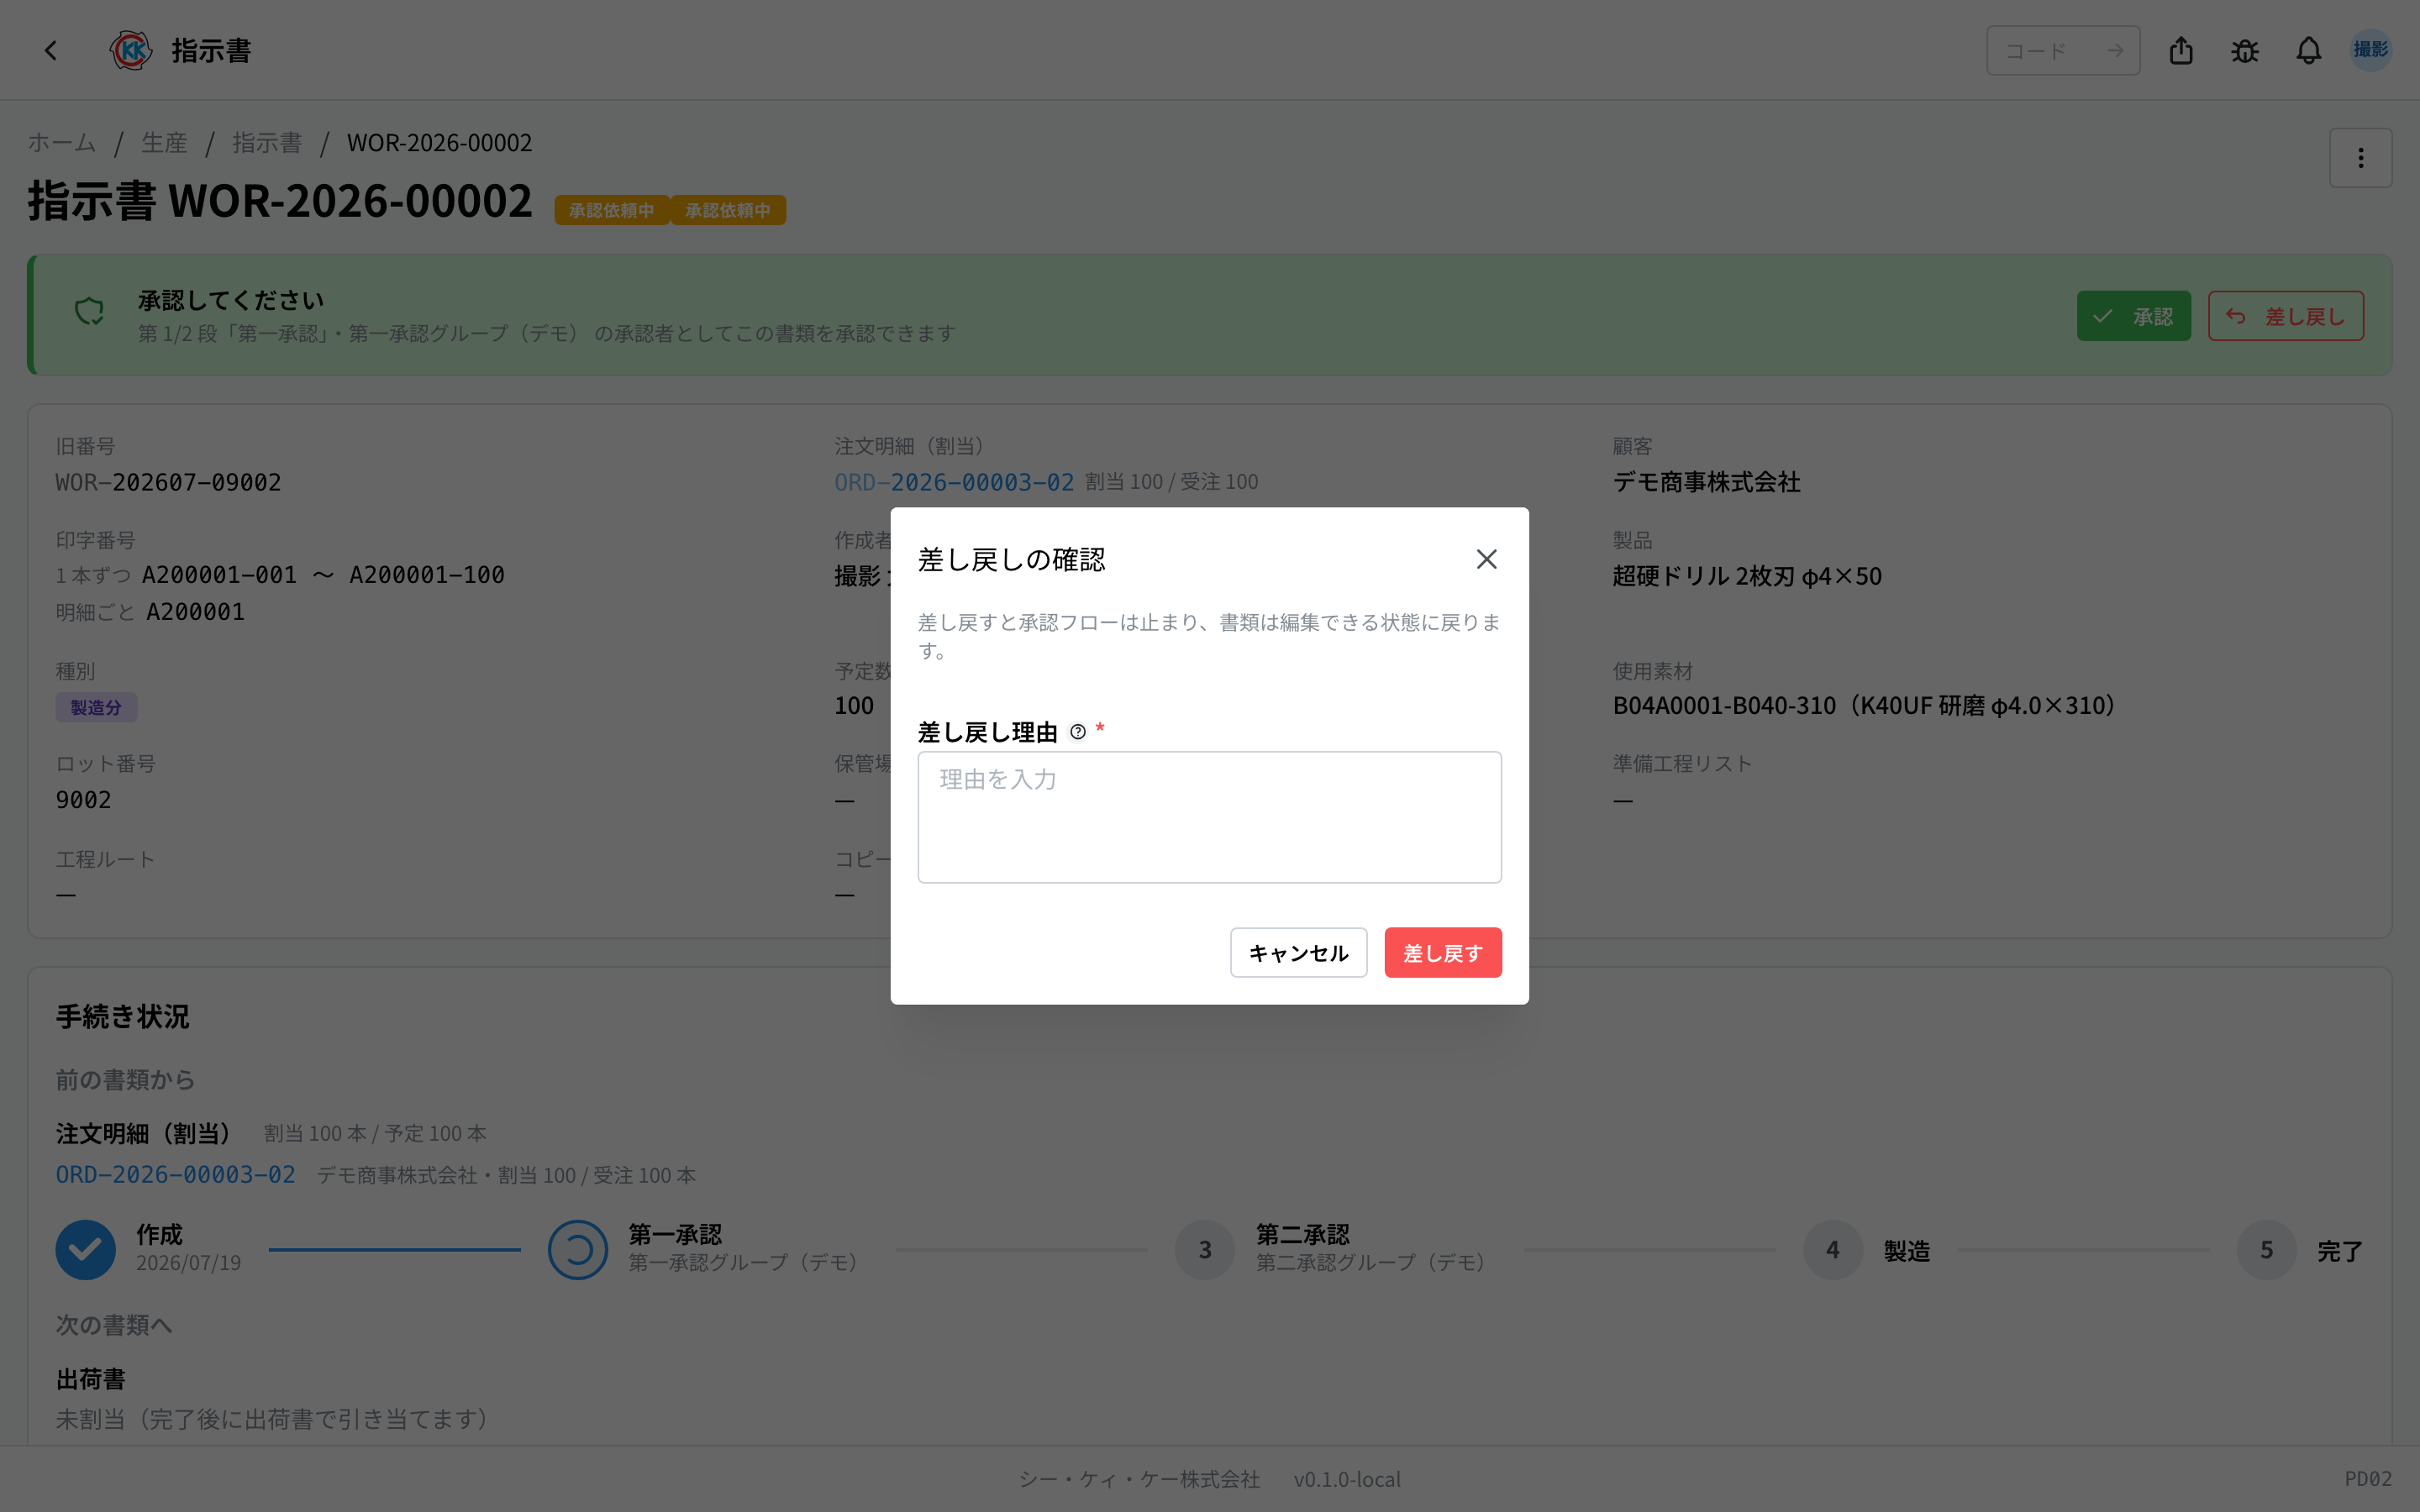 KK 指示書
コード
撮影
ホーム / 生産 / 指示書 / WOR-2026-00002
指示書 WOR-2026-00002 承認依頼中 承認依頼中
承認してください
第 1/2 段「第一承認」・第一承認グループ（デモ） の承認者としてこの書類を承認できます
承認
差し戻し
旧番号
WOR-202607-09002
注文明細（割当）
ORD-2026-00003-02 割当 100 / 受注 100
顧客
デモ商事株式会社
印字番号
1 本ずつ A200001-001 ～ A200001-100
明細ごと A200001
作成者
撮影
製品
超硬ドリル 2枚刃 φ4×50
種別
製造分
予定数
100
使用素材
B04A0001-B040-310（K40UF 研磨 φ4.0×310）
ロット番号
9002
保管場
—
準備工程リスト
—
工程ルート
—
コピー
—
差し戻しの確認
差し戻すと承認フローは止まり、書類は編集できる状態に戻りま
す。
差し戻し理由 *
理由を入力
キャンセル
差し戻す
手続き状況
前の書類から
注文明細（割当） 割当 100 本 / 予定 100 本
ORD-2026-00003-02 デモ商事株式会社・割当 100 / 受注 100 本
作成
2026/07/19
第一承認
第一承認グループ（デモ）
3 第二承認
第二承認グループ（デモ）
4 製造
5 完了
次の書類へ
出荷書
未割当（完了後に出荷書で引き当てます）
シー・ケィ・ケー株式会社 v0.1.0-local
PD02